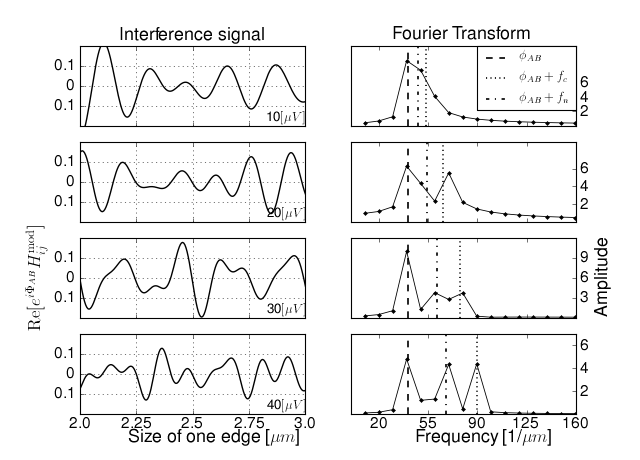 Interference signal
Fourier Transform
0.1
0
0.1
10[μV]
ϕ_AB
ϕ_AB + f_c
ϕ_AB + f_n
6
4
2
0.1
0
0.1
20[μV]
6
4
2
0.1
0
0.1
30[μV]
9
6
3
0.1
0
0.1
40[μV]
6
4
2
Re[e^{iΦ_AB} H_ij^mod]
Amplitude
2.0 2.25 2.5 2.75 3.0
20 55 90 125 160
Size of one edge [μm]
Frequency [1/μm]